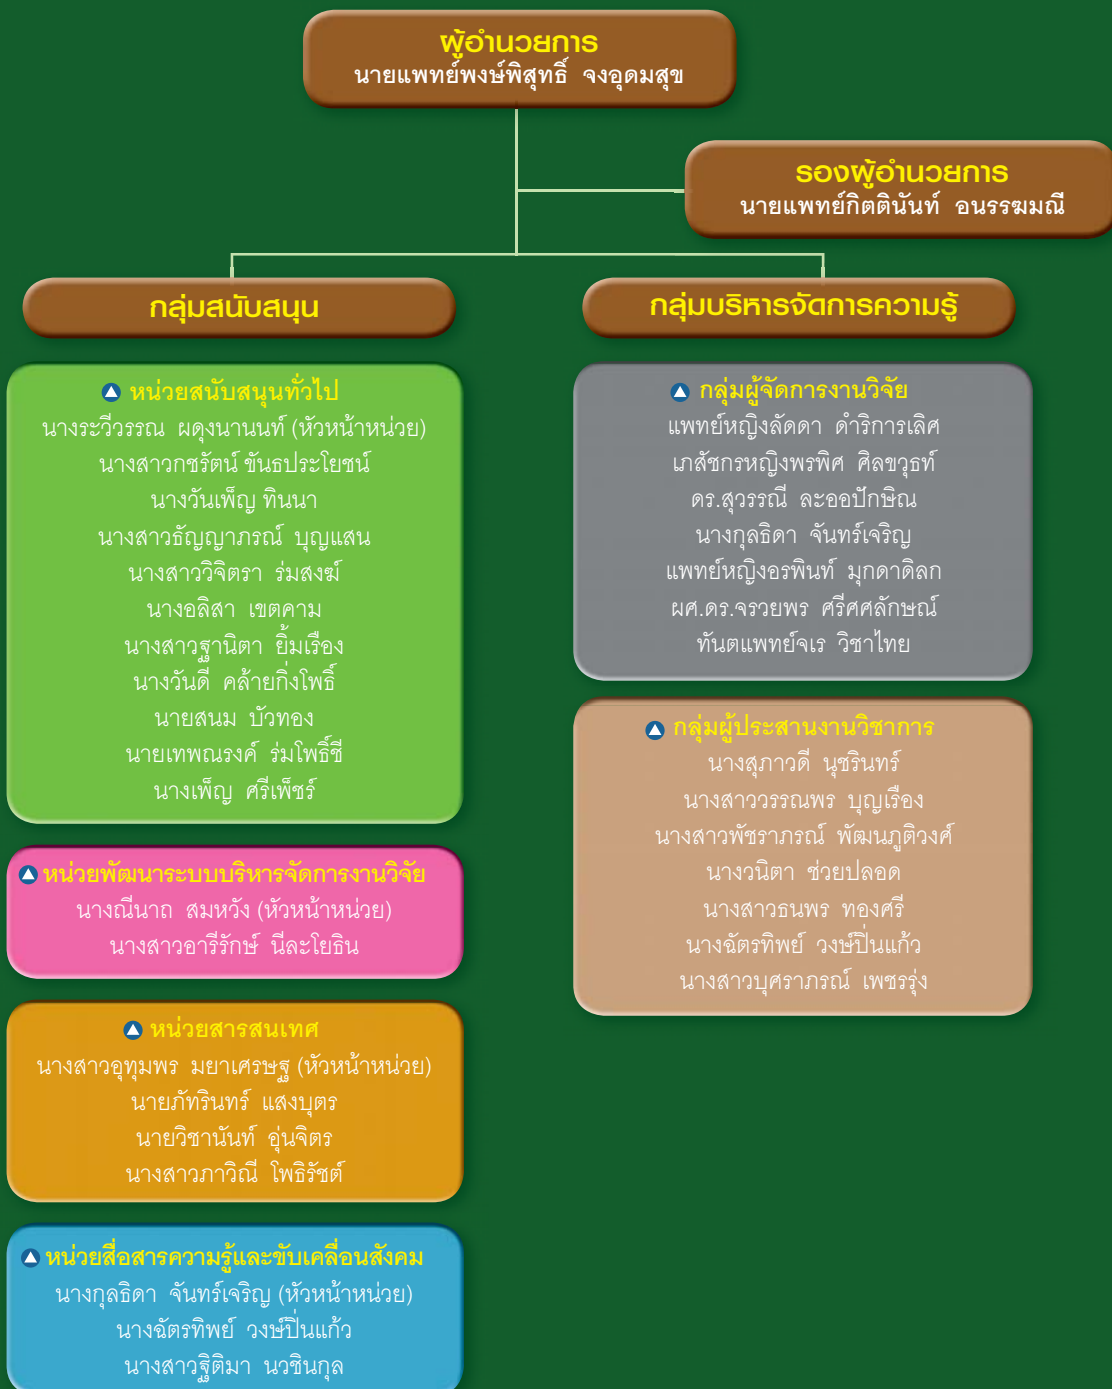 ผู้อำนวยการ
นายแพทย์พงษ์พิสุทธิ์ จงอุดมสุข
รองผู้อำนวยการ
นายแพทย์กิตตินันท์ อนรรฆมณี
กลุ่มสนับสนุน
หน่วยสนับสนุนทั่วไป
นางระวีวรรณ ผดุงนานนท์ (หัวหน้าหน่วย)
นางสาวกชรัตน์ ขันธประโยชน์
นางวันเพ็ญ ทินนา
นางสาวธัญญาภรณ์ บุญแสน
นางสาววิจิตรา ร่มสงฆ์
นางอลิสา เขตคาม
นางสาวฐานิตา ยิ้มเรือง
นางวันดี คล้ายกิ่งโพธิ์
นายสนม บัวทอง
นายเทพณรงค์ ร่มโพธิ์ชี
นางเพ็ญ ศรีเพ็ชร์
หน่วยพัฒนาระบบบริหารจัดการงานวิจัย
นางณีนาถ สมหวัง (หัวหน้าหน่วย)
นางสาวอารีรักษ์ นีละโยธิน
หน่วยสารสนเทศ
นางสาวอุทุมพร มยาเศรษฐ (หัวหน้าหน่วย)
นายภัทรินทร์ แสงบุตร
นายวิชานันท์ อุ่นจิตร
นางสาวภาวิณี โพธิรัชต์
หน่วยสื่อสารความรู้และขับเคลื่อนสังคม
นางกุลธิดา จันทร์เจริญ (หัวหน้าหน่วย)
นางฉัตรทิพย์ วงษ์ปิ่นแก้ว
นางสาวฐิติมา นวชินกุล
กลุ่มบริหารจัดการความรู้
กลุ่มผู้จัดการงานวิจัย
แพทย์หญิงลัดดา ดำริการเลิศ
เภสัชกรหญิงพรพิศ ศิลขวุธท์
ดร.สุวรรณี ละออปักษิณ
นางกุลธิดา จันทร์เจริญ
แพทย์หญิงอรพินท์ มุกดาดิลก
ผศ.ดร.จรวยพร ศรีศศลักษณ์
ทันตแพทย์จเร วิชาไทย
กลุ่มผู้ประสานงานวิชาการ
นางสุภาวดี นุชรินทร์
นางสาววรรณพร บุญเรือง
นางสาวพัชราภรณ์ พัฒนภูติวงศ์
นางวนิตา ช่วยปลอด
นางสาวธนพร ทองศรี
นางฉัตรทิพย์ วงษ์ปิ่นแก้ว
นางสาวบุศราภรณ์ เพชรรุ่ง